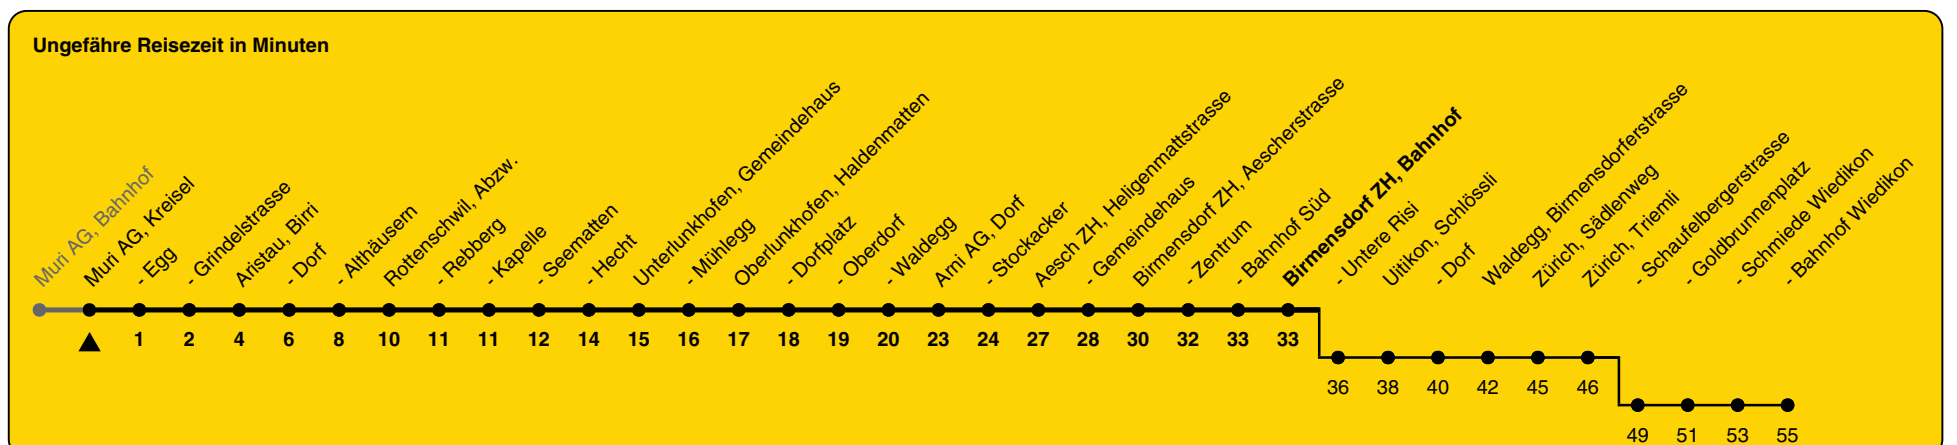 Ungefähre Reisezeit in Minuten
Muri AG, Bahnhof
Muri AG, Kreisel
- Egg
- Grindelstrasse
Aristau, Birri
- Dorf
- Althäusern
Rottenschwil, Abzw.
- Rebberg
- Kapelle
- Seematten
- Hecht
Unterlunkhofen, Gemeindehaus
- Mühlegg
Oberlunkhofen, Haldenmatten
- Dorfplatz
- Oberdorf
- Waldegg
Arni AG, Dorf
- Stockacker
Aesch ZH, Heligenmattstrasse
- Gemeindehaus
Birmensdorf ZH, Aescherstrasse
- Zentrum
- Bahnhof Süd
Birmensdorf ZH, Bahnhof
- Untere Risi
Uitikon, Schlössli
- Dorf
Waldegg, Birmensdorferstrasse
Zürich, Sädlenweg
Zürich, Triemli
- Schaufelbergerstrasse
- Goldbrunnenplatz
- Schmiede Wiedikon
- Bahnhof Wiedikon
1 2 4 6 8 10 11 11 12 14 15 16 17 18 19 20 23 24 27 28 30 32 33 33
36 38 40 42 45 46
49 51 53 55